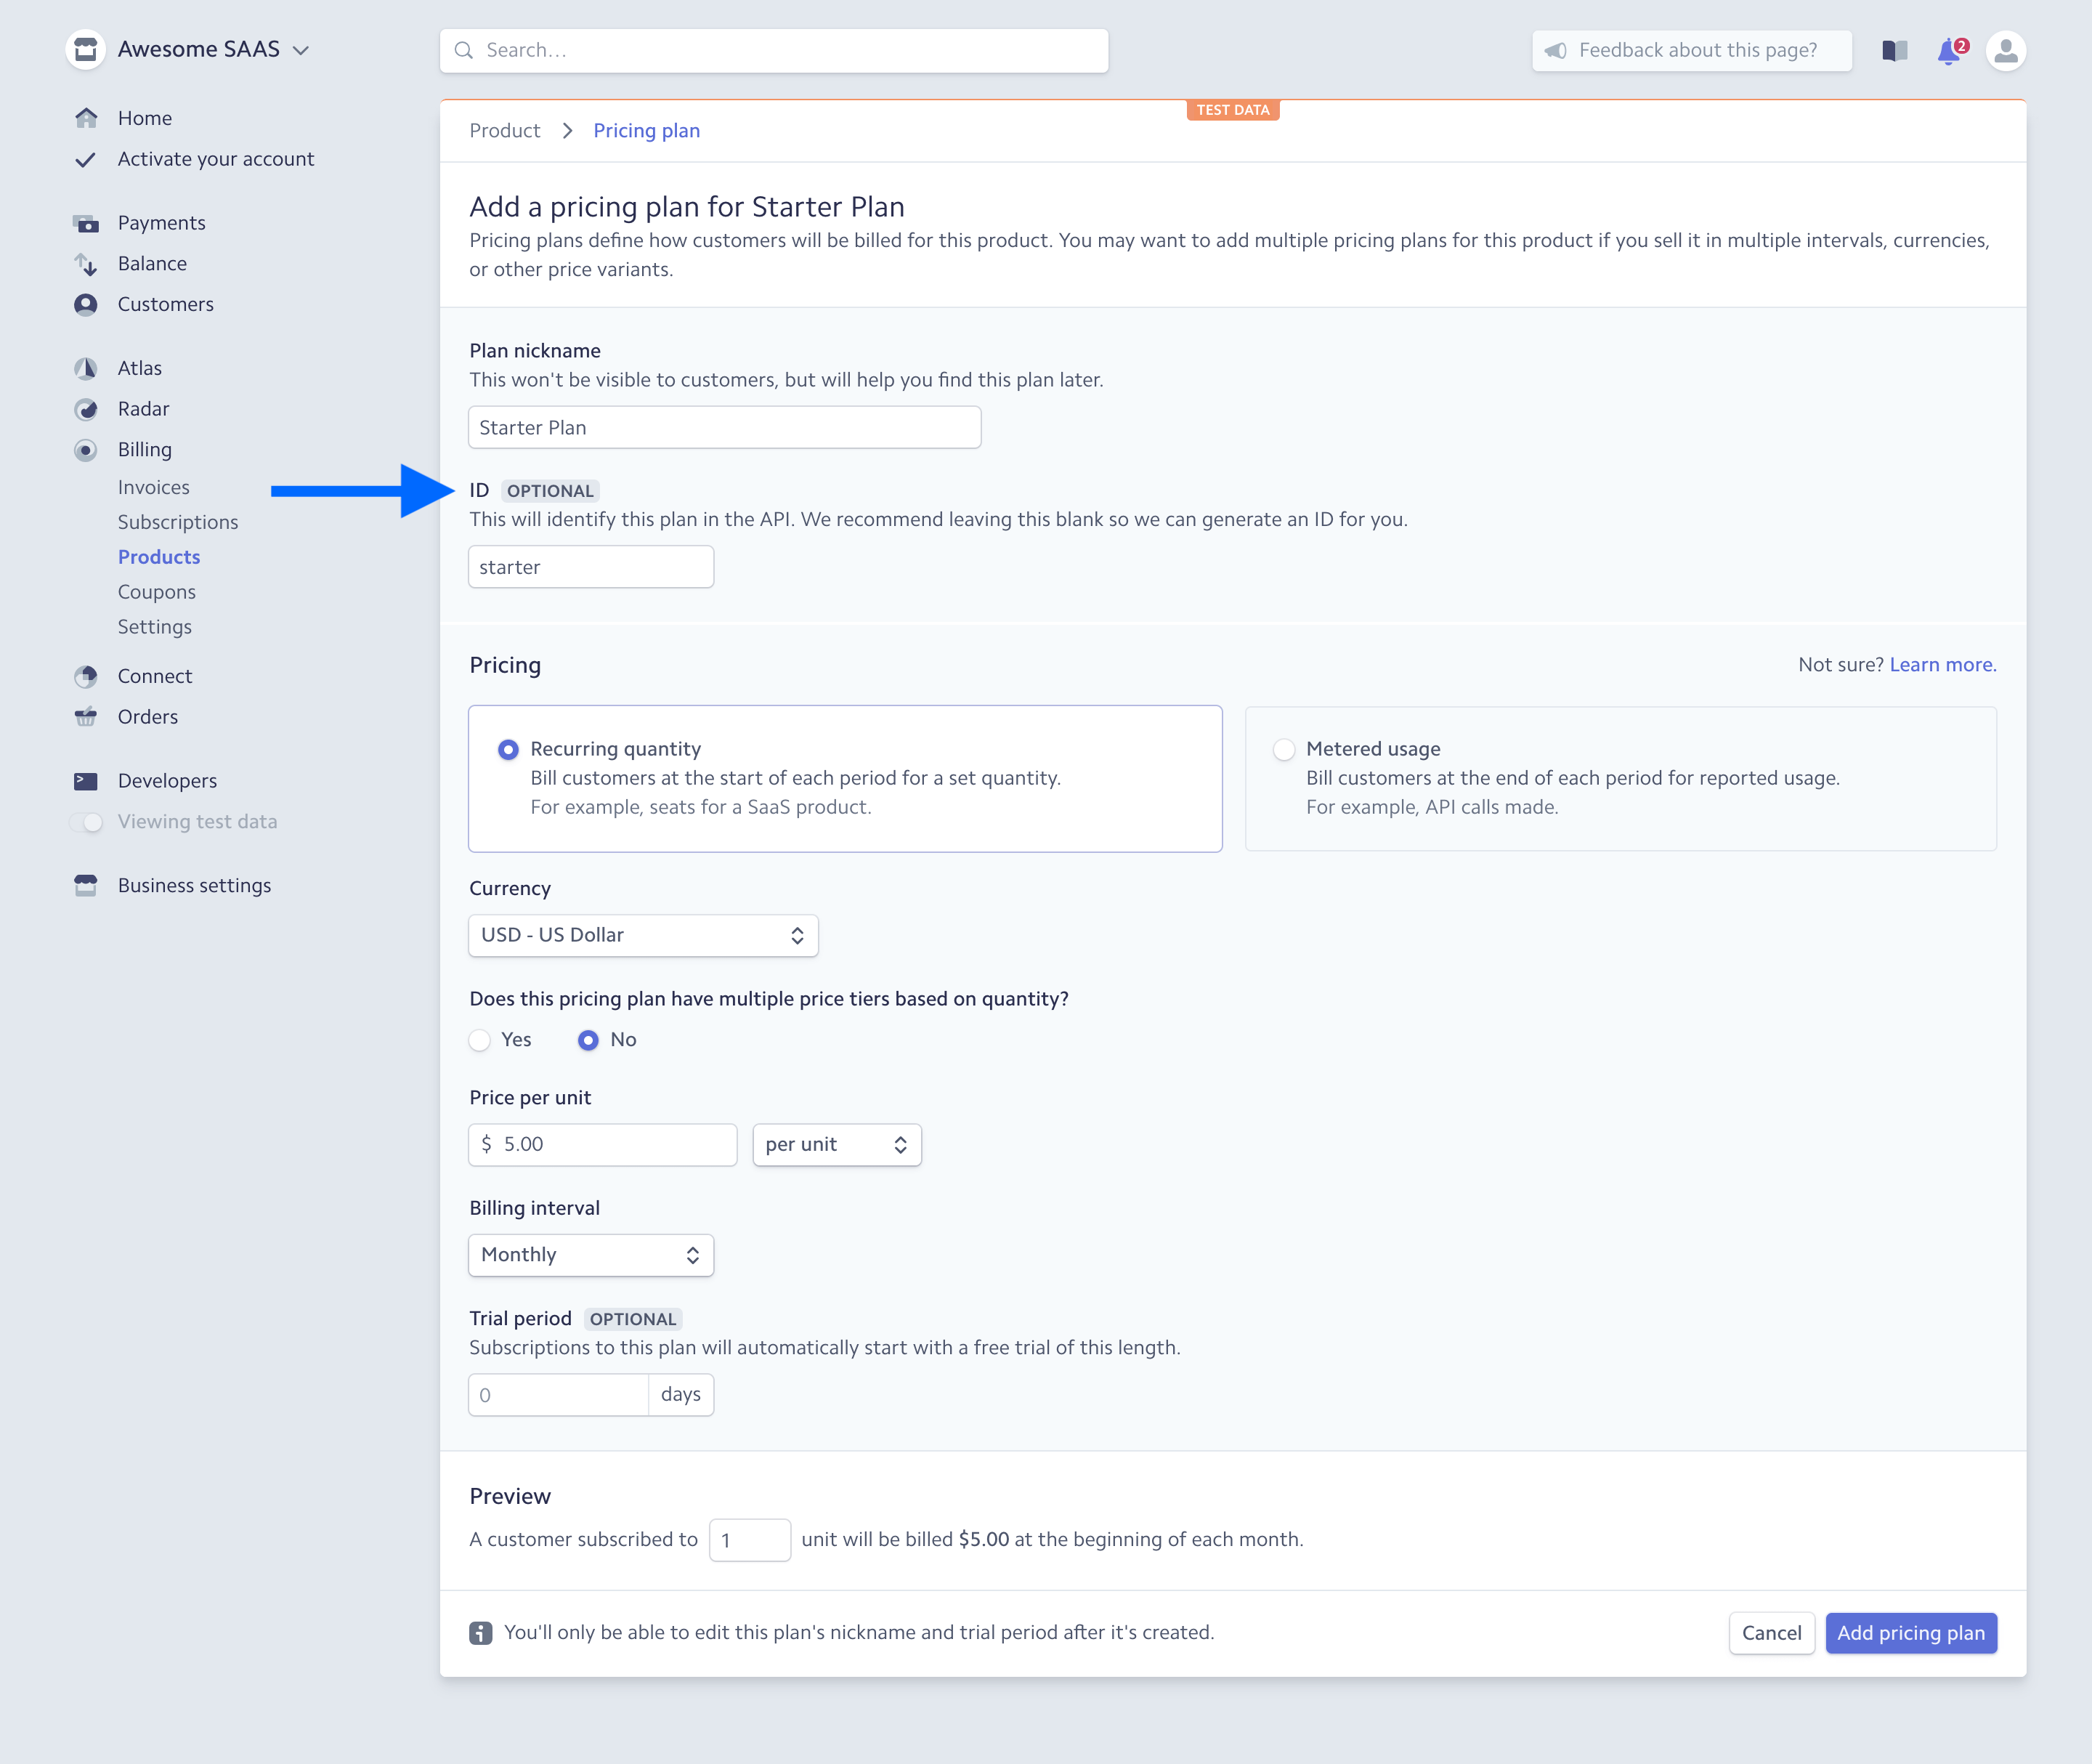 Awesome SAAS
Search...
Feedback about this page?
2
Home
Activate your account
Payments
Balance
Customers
Atlas
Radar
Billing
Invoices
Subscriptions
Products
Coupons
Settings
Connect
Orders
Developers
Viewing test data
Business settings
TEST DATA
Product > Pricing plan
Add a pricing plan for Starter Plan
Pricing plans define how customers will be billed for this product. You may want to add multiple pricing plans for this product if you sell it in multiple intervals, currencies,
or other price variants.
Plan nickname
This won't be visible to customers, but will help you find this plan later.
Starter Plan
ID OPTIONAL
This will identify this plan in the API. We recommend leaving this blank so we can generate an ID for you.
starter
Pricing
Not sure? Learn more.
Recurring quantity
Bill customers at the start of each period for a set quantity.
For example, seats for a SaaS product.
Metered usage
Bill customers at the end of each period for reported usage.
For example, API calls made.
Currency
USD - US Dollar
Does this pricing plan have multiple price tiers based on quantity?
Yes No
Price per unit
$ 5.00 per unit
Billing interval
Monthly
Trial period OPTIONAL
Subscriptions to this plan will automatically start with a free trial of this length.
0 days
Preview
A customer subscribed to 1 unit will be billed $5.00 at the beginning of each month.
You'll only be able to edit this plan's nickname and trial period after it's created.
Cancel Add pricing plan